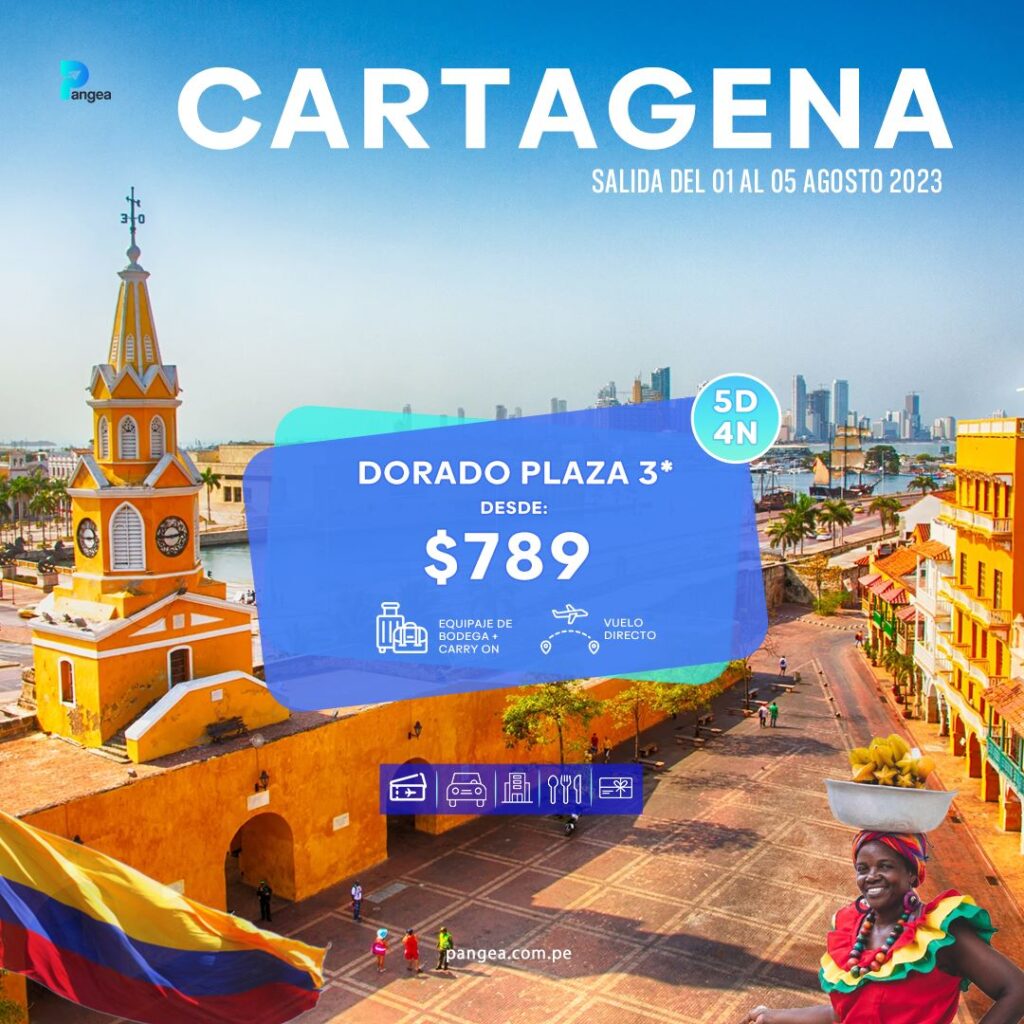 Pangea
CARTAGENA
SALIDA DEL 01 AL 05 AGOSTO 2023
5D
4N
DORADO PLAZA 3*
DESDE:
$789
EQUIPAJE DE
BODEGA +
CARRY ON
VUELO
DIRECTO
pangea.com.pe